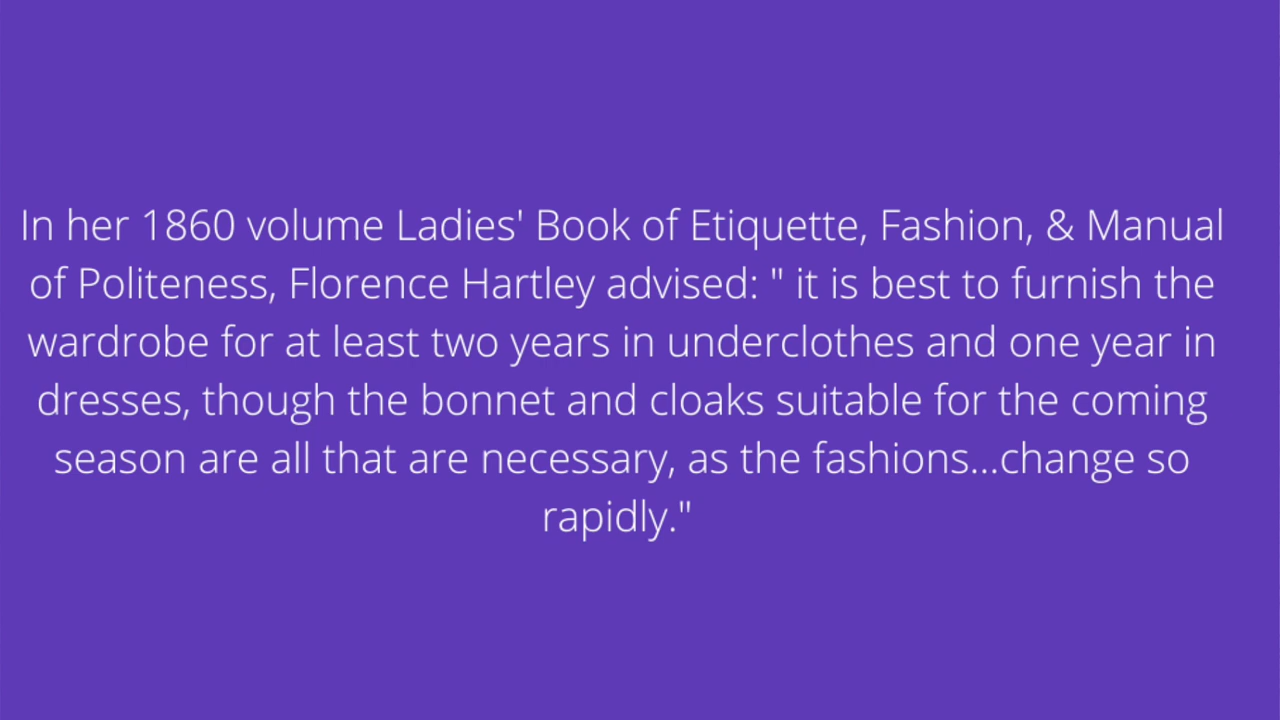 In her 1860 volume Ladies' Book of Etiquette, Fashion, & Manual
of Politeness, Florence Hartley advised: " it is best to furnish the
wardrobe for at least two years in underclothes and one year in
dresses, though the bonnet and cloaks suitable for the coming
season are all that are necessary, as the fashions...change so
rapidly."